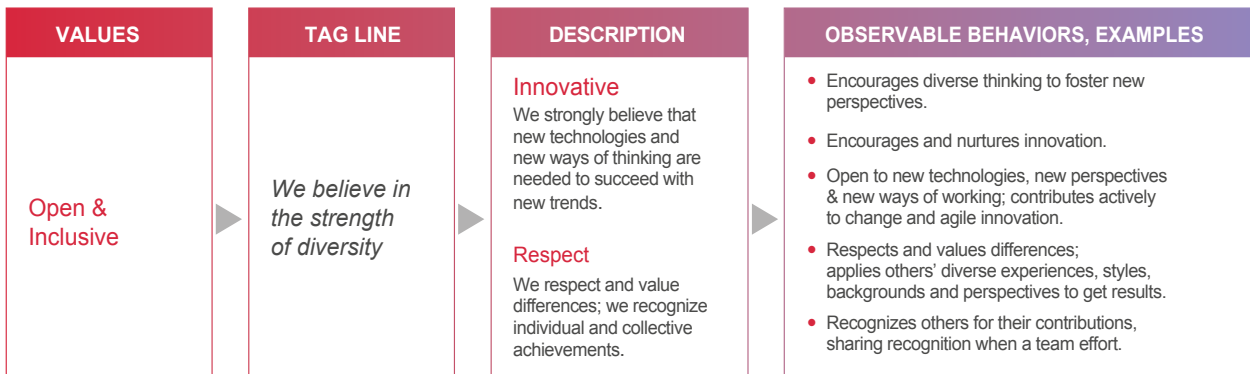 VALUES
TAG LINE
DESCRIPTION
OBSERVABLE BEHAVIORS, EXAMPLES
Open &
Inclusive
We believe in
the strength
of diversity
Innovative
We strongly believe that
new technologies and
new ways of thinking are
needed to succeed with
new trends.
Respect
We respect and value
differences; we recognize
individual and collective
achievements.
• Encourages diverse thinking to foster new
perspectives.
• Encourages and nurtures innovation.
• Open to new technologies, new perspectives
& new ways of working; contributes actively
to change and agile innovation.
• Respects and values differences;
applies others’ diverse experiences, styles,
backgrounds and perspectives to get results.
• Recognizes others for their contributions,
sharing recognition when a team effort.